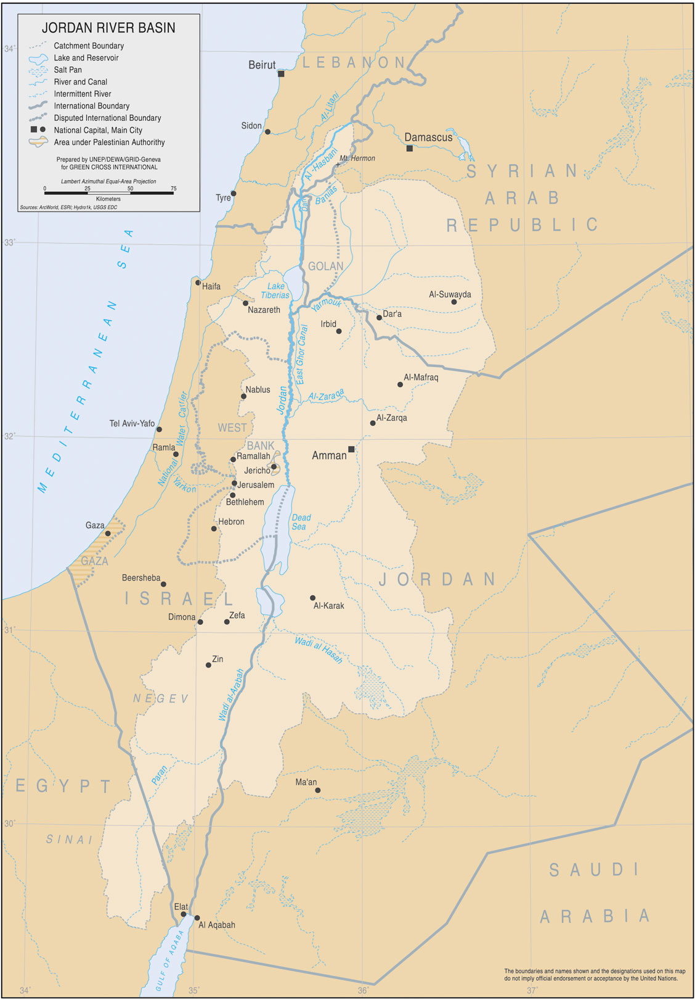 JORDAN RIVER BASIN
Catchment Boundary
Lake and Reservoir
Salt Pan
River and Canal
Intermittent River
International Boundary
Disputed International Boundary
National Capital, Main City
Area under Palestinian Authorithy
Prepared by UNEP/DEWA/GRID-Geneva
for GREEN CROSS INTERNATIONAL
Lambert Azimuthal Equal-Area Projection
0 25 50 75
Kilometers
Sources: ArcWorld, ESRI; Hydro1k, USGS EDC
34°
Beirut
LEBANON
Al-Litani
Sidon
Damascus
Al-Hasbani
Mt. Hermon
SYRIAN
ARAB
REPUBLIC
Tyre
Dan
Banias
33°
MEDITERRANEAN SEA
GOLAN
Haifa
Lake
Tiberias
Nazareth
Yarmouk
Al-Suwayda
Dar'a
Irbid
East Ghor Canal
Al-Mafraq
Nablus
Jordan
Al-Zaraqa
Al-Zarqa
National Water Carrier
Tel Aviv-Yafo
WEST
BANK
32°
Ramla
Ramallah
Jericho
Amman
Yarkon
Jerusalem
Bethlehem
Dead
Sea
Hebron
Gaza
GAZA
Beersheba
ISRAEL
JORDAN
Al-Karak
Dimona
Zefa
31°
Wadi al Hasah
Zin
NEGEV
Wadi al-Arabah
Paran
EGYPT
Ma'an
30°
SINAI
SAUDI
ARABIA
Elat
Al Aqabah
GULF OF AQABA
The boundaries and names shown and the designations used on this map
do not imply official endorsement or acceptance by the United Nations.
34° 35° 36° 37°